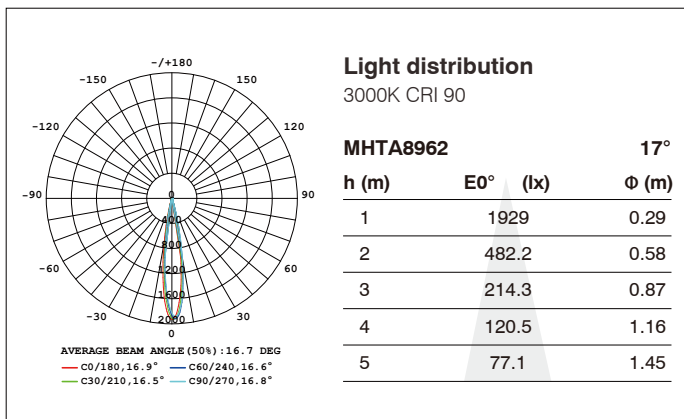 -/+180
-150 150
-120 120
-90 90
-60 60
-30 30
0
0
400
800
1200
1600
2000
AVERAGE BEAM ANGLE(50%):16.7 DEG
C0/180,16.9° C60/240,16.6°
C30/210,16.5° C90/270,16.8°
Light distribution
3000K CRI 90
MHTA8962 17°
h (m) E0° (lx) Φ (m)
1 1929 0.29
2 482.2 0.58
3 214.3 0.87
4 120.5 1.16
5 77.1 1.45